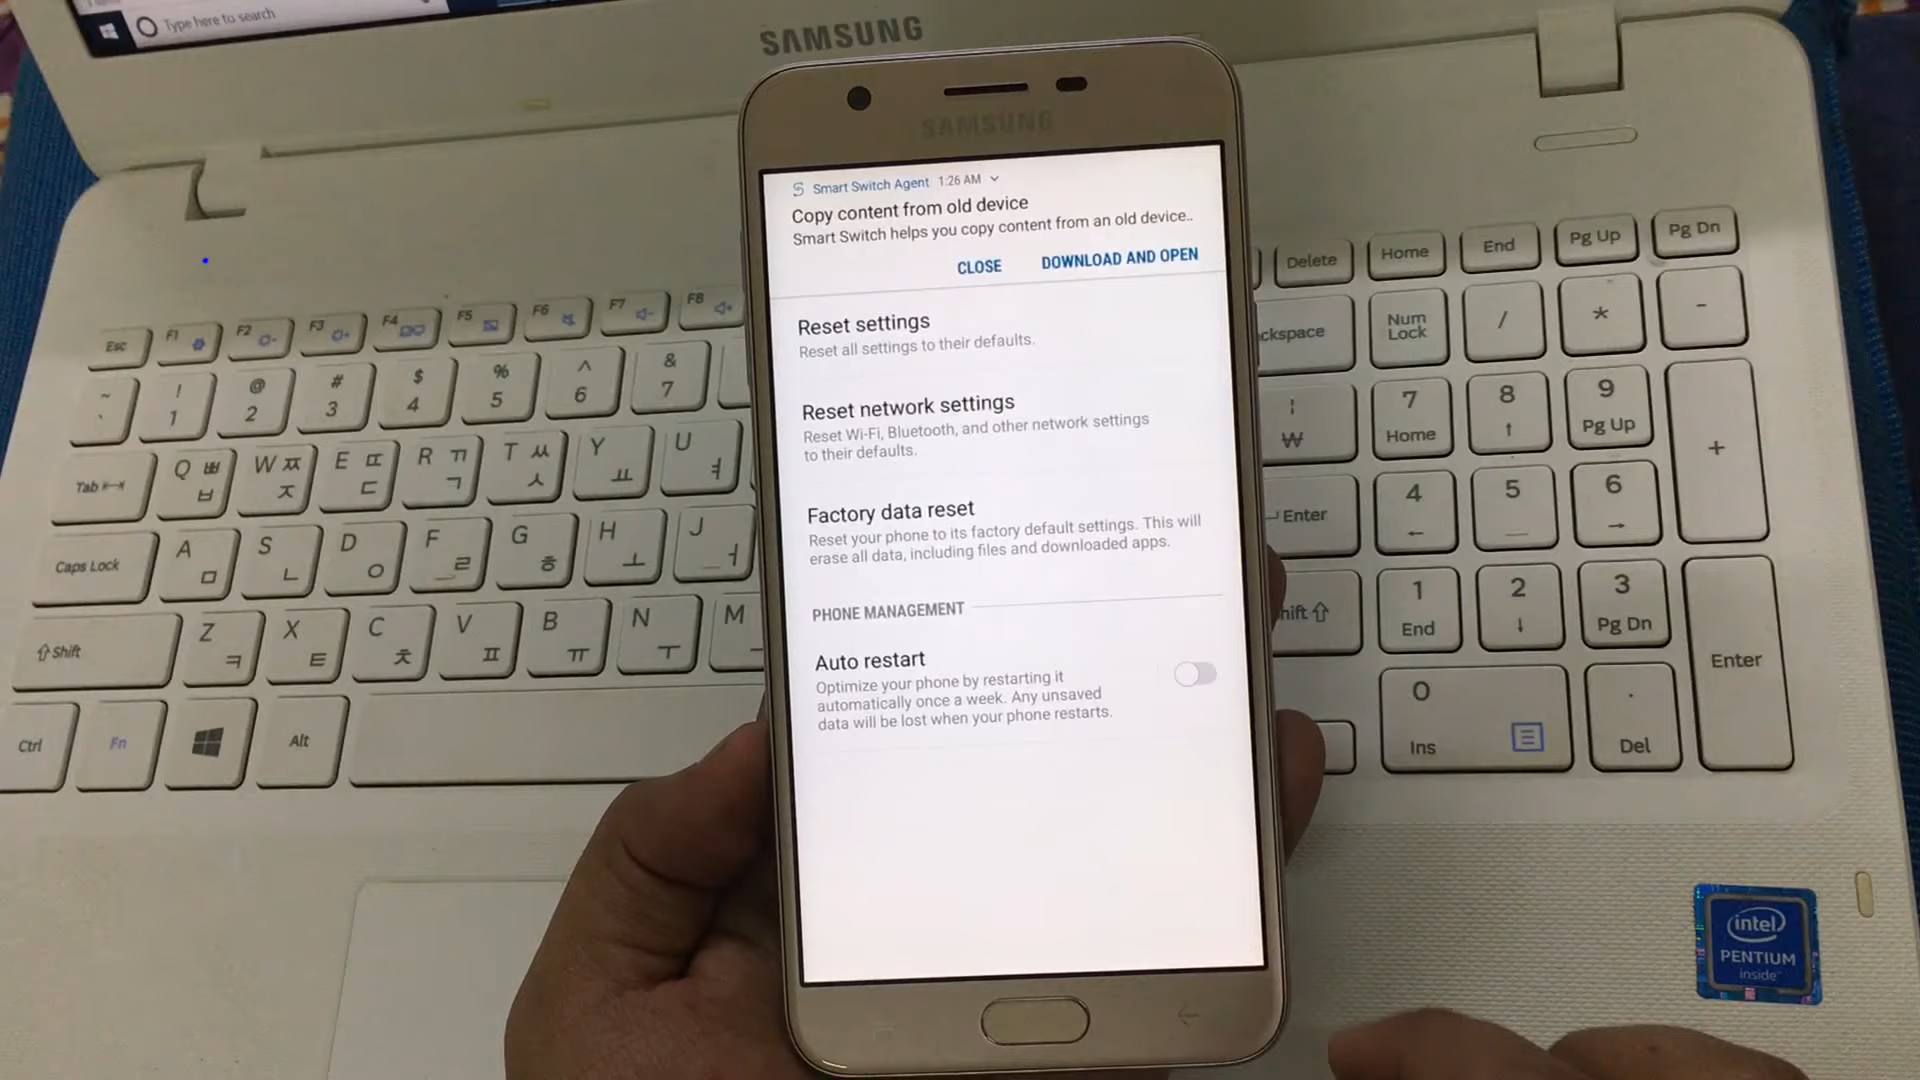 Type here to search
SAMSUNG
SAMSUNG
Smart Switch Agent 1:26 AM
Copy content from old device
Smart Switch helps you copy content from an old device..
CLOSE DOWNLOAD AND OPEN
Reset settings
Reset all settings to their defaults.
Reset network settings
Reset Wi-Fi, Bluetooth, and other network settings
to their defaults.
Factory data reset
Reset your phone to its factory default settings. This will
erase all data, including files and downloaded apps.
PHONE MANAGEMENT
Auto restart
Optimize your phone by restarting it
automatically once a week. Any unsaved
data will be lost when your phone restarts.
Esc F1 F2 F3 F4 F5 F6 F7 F8 Delete Home End Pg Up Pg Dn
~ ! @ # $ % ^ &
` 1 2 3 4 5 6 7 ckspace Num Lock / * -
Tab Q ㅃ ㅂ W ㅉ ㅈ E ㄸ ㄷ R ㄲ ㄱ T ㅆ ㅅ Y ㅛ U ㅕ ₩ 7 Home 8 ↑ 9 Pg Up +
Caps Lock A ㅁ S ㄴ D ㅇ F ㄹ G ㅎ H ㅗ J ㅓ Enter 4 ← 5 6 →
Shift Z ㅋ X ㅌ C ㅊ V ㅍ B ㅠ N ㅜ M hift 1 End 2 ↓ 3 Pg Dn Enter
Ctrl Fn Alt 0 Ins . Del
intel
PENTIUM
inside